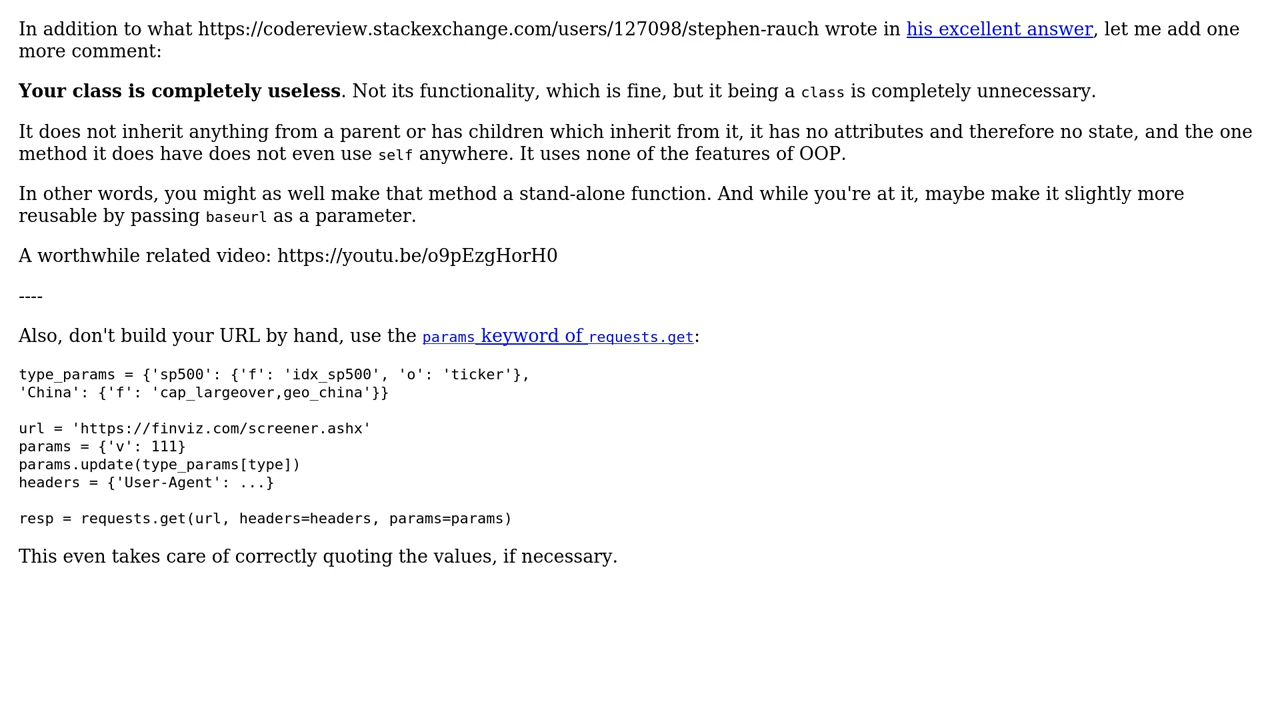 In addition to what https://codereview.stackexchange.com/users/127098/stephen-rauch wrote in his excellent answer, let me add one
more comment:
Your class is completely useless. Not its functionality, which is fine, but it being a class is completely unnecessary.
It does not inherit anything from a parent or has children which inherit from it, it has no attributes and therefore no state, and the one
method it does have does not even use self anywhere. It uses none of the features of OOP.
In other words, you might as well make that method a stand-alone function. And while you're at it, maybe make it slightly more
reusable by passing baseurl as a parameter.
A worthwhile related video: https://youtu.be/o9pEzgHorH0
----
Also, don't build your URL by hand, use the params keyword of requests.get:
type_params = {'sp500': {'f': 'idx_sp500', 'o': 'ticker'},
'China': {'f': 'cap_largeover,geo_china'}}
url = 'https://finviz.com/screener.ashx'
params = {'v': 111}
params.update(type_params[type])
headers = {'User-Agent': ...}
resp = requests.get(url, headers=headers, params=params)
This even takes care of correctly quoting the values, if necessary.